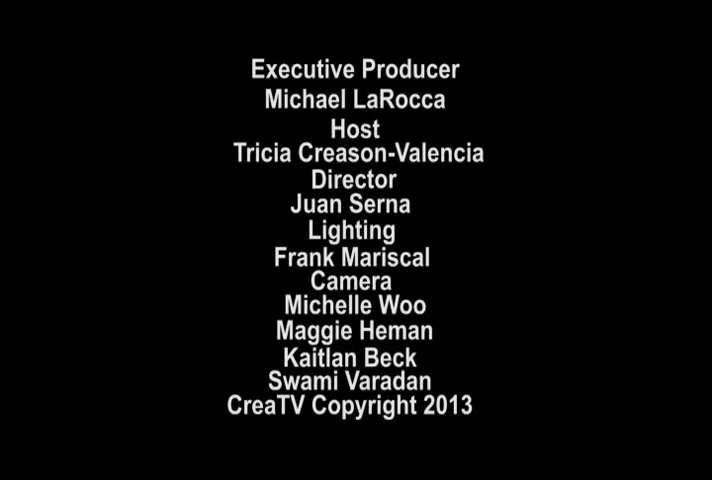 Executive Producer
Michael LaRocca
Host
Tricia Creason-Valencia
Director
Juan Serna
Lighting
Frank Mariscal
Camera
Michelle Woo
Maggie Heman
Kaitlan Beck
Swami Varadan
CreaTV Copyright 2013